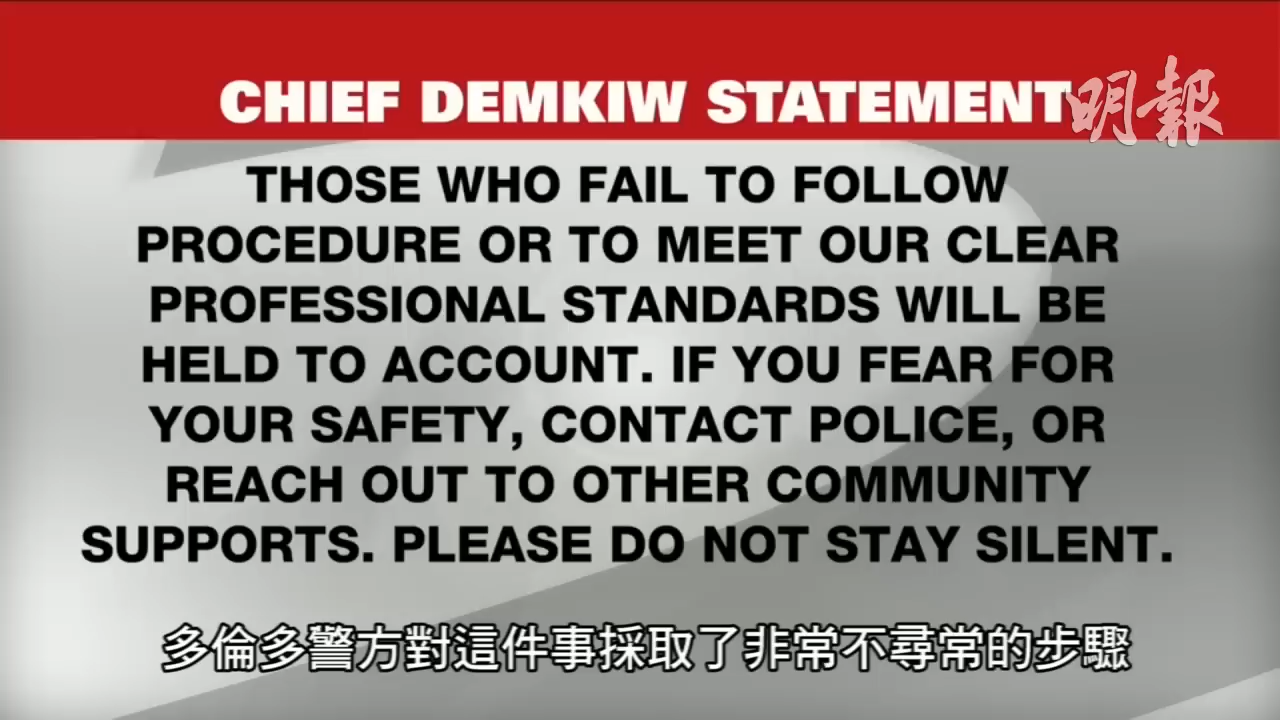 CHIEF DEMKIW STATEMENT
明報
THOSE WHO FAIL TO FOLLOW
PROCEDURE OR TO MEET OUR CLEAR
PROFESSIONAL STANDARDS WILL BE
HELD TO ACCOUNT. IF YOU FEAR FOR
YOUR SAFETY, CONTACT POLICE, OR
REACH OUT TO OTHER COMMUNITY
SUPPORTS. PLEASE DO NOT STAY SILENT.
多倫多警方對這件事採取了非常不尋常的步驟